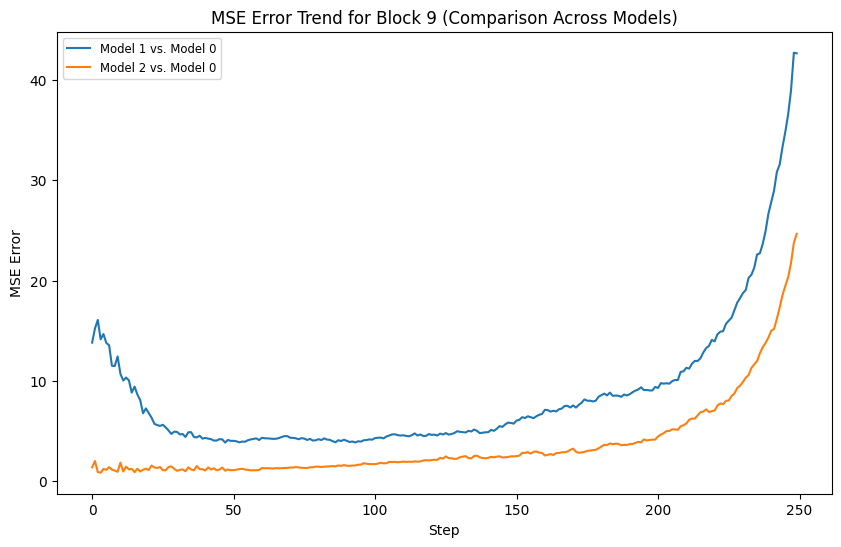 MSE Error Trend for Block 9 (Comparison Across Models)
Model 1 vs. Model 0
Model 2 vs. Model 0
MSE Error
40
30
20
10
0
0 50 100 150 200 250
Step